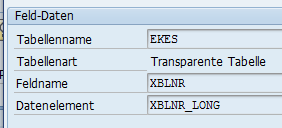 Feld-Daten
Tabellenname EKES
Tabellenart Transparente Tabelle
Feldname XBLNR
Datenelement XBLNR_LONG